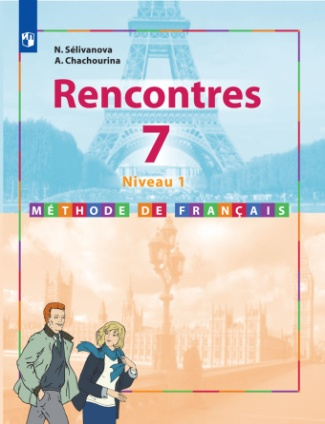 N. Sélivanova
A. Chachourina
Rencontres
7
Niveau 1
MÉTHODE DE FRANÇAIS